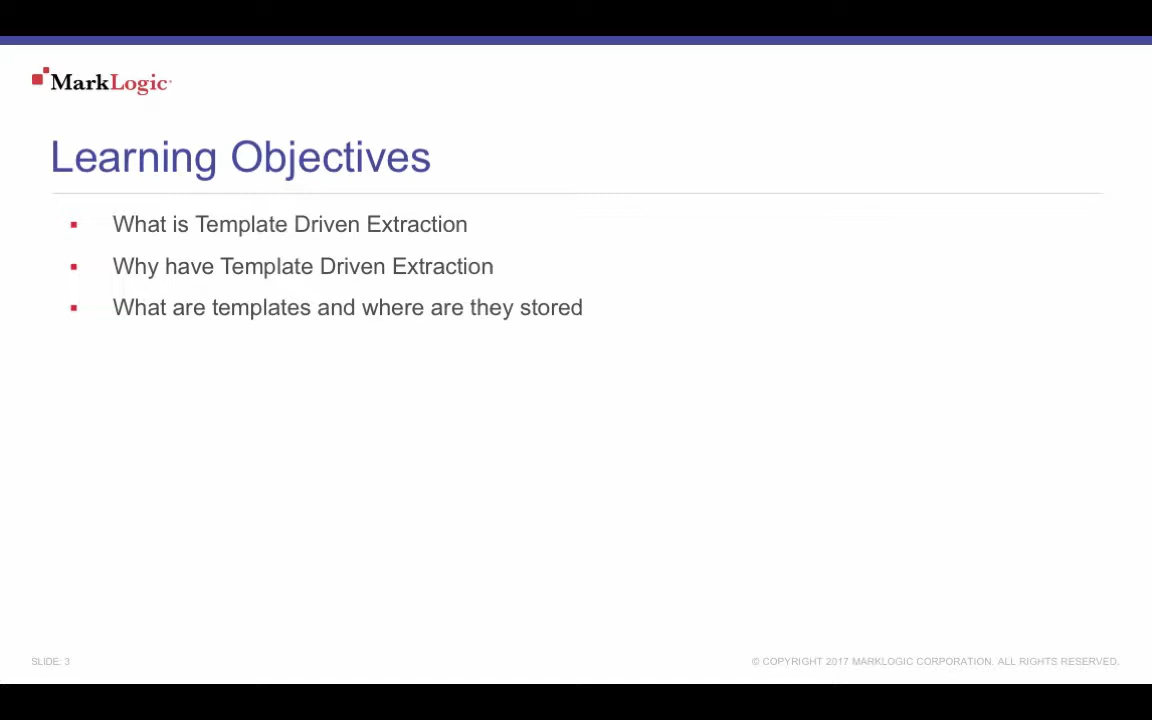 MarkLogic
Learning Objectives
▪ What is Template Driven Extraction
▪ Why have Template Driven Extraction
▪ What are templates and where are they stored
SLIDE: 3
© COPYRIGHT 2017 MARKLOGIC CORPORATION. ALL RIGHTS RESERVED.